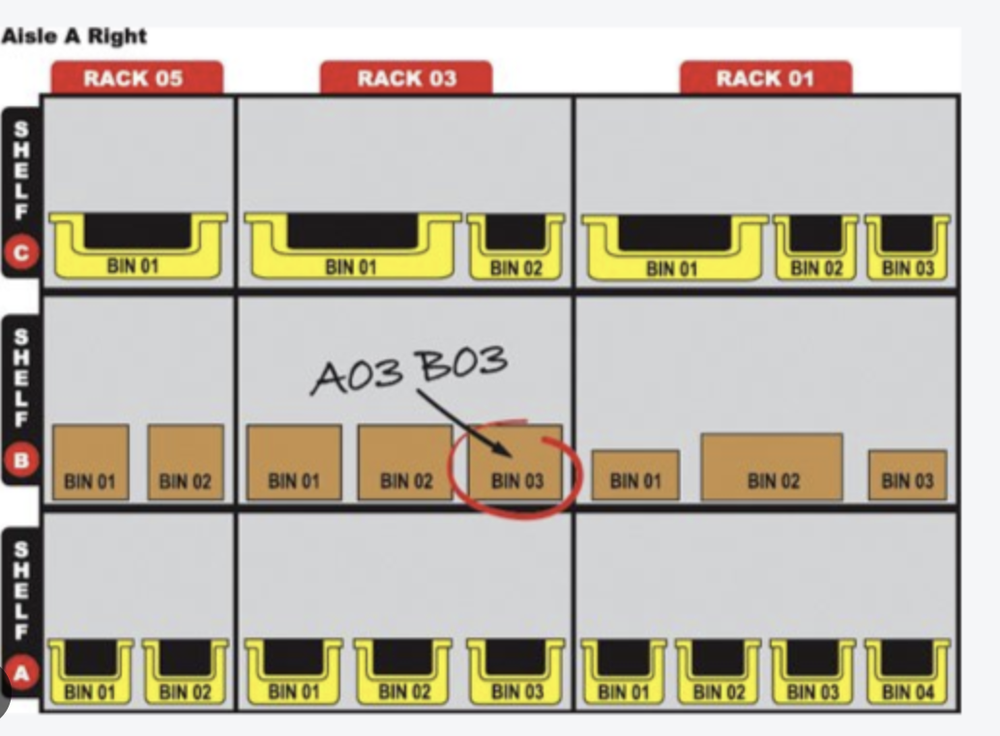 Aisle A Right
RACK 05 RACK 03 RACK 01
SHELF C
BIN 01 BIN 01 BIN 02 BIN 01 BIN 02 BIN 03
SHELF B
A03 B03
BIN 01 BIN 02 BIN 01 BIN 02 BIN 03 BIN 01 BIN 02 BIN 03
SHELF A
BIN 01 BIN 02 BIN 01 BIN 02 BIN 03 BIN 01 BIN 02 BIN 03 BIN 04